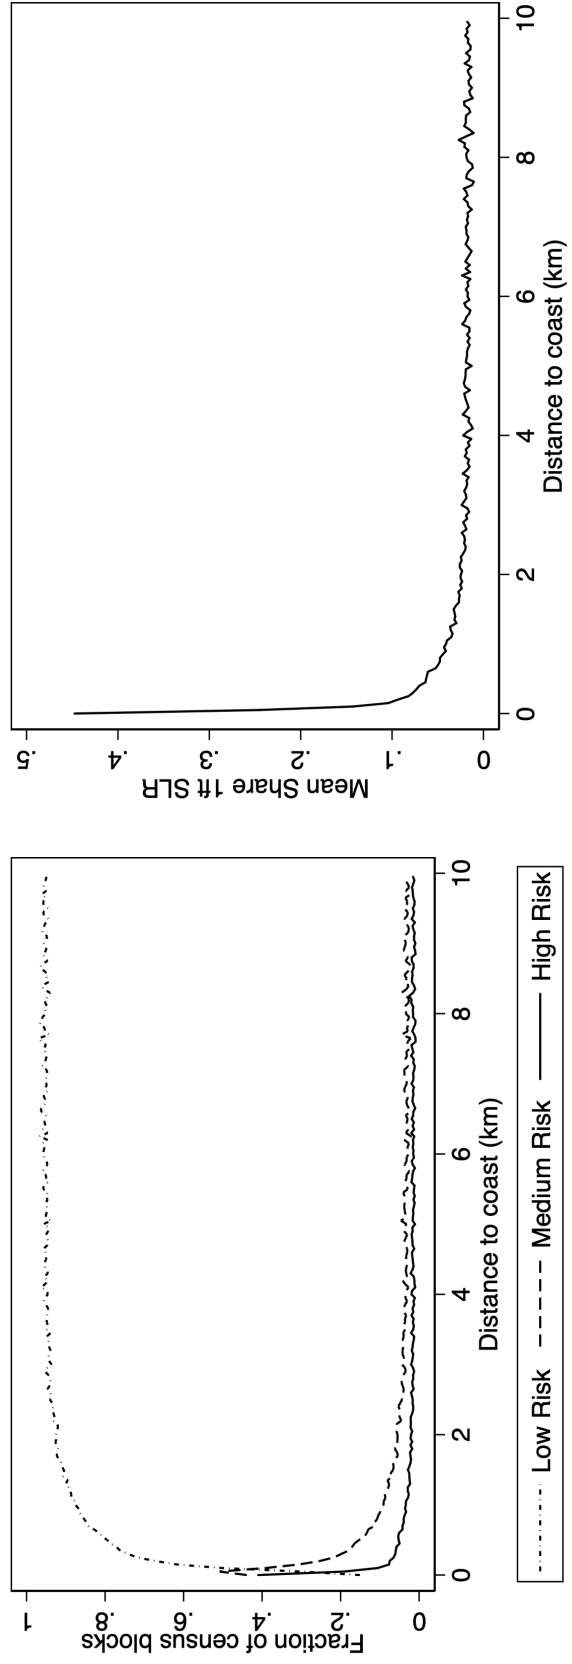 Fraction of census blocks
1
.8
.6
.4
.2
0
0 2 4 6 8 10
Distance to coast (km)
Low Risk Medium Risk High Risk
Mean Share 1ft SLR
.5
.4
.3
.2
.1
0
0 2 4 6 8 10
Distance to coast (km)